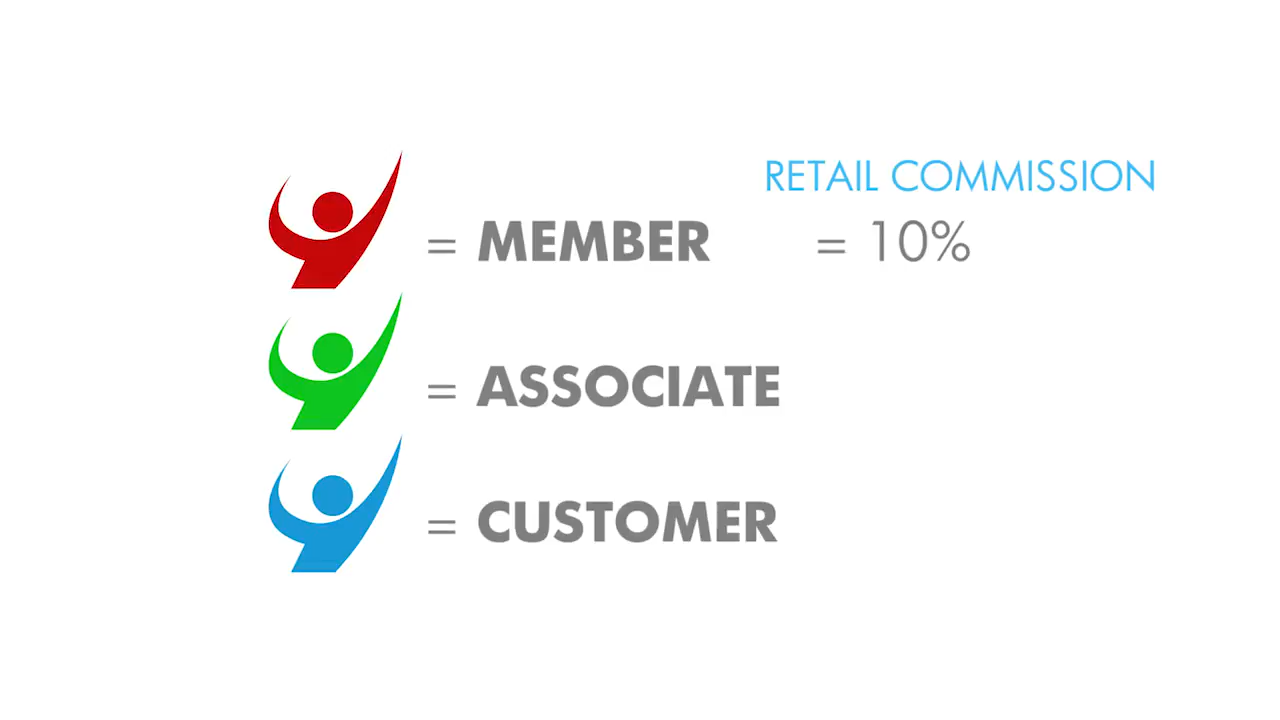 RETAIL COMMISSION
= MEMBER = 10%
= ASSOCIATE
= CUSTOMER